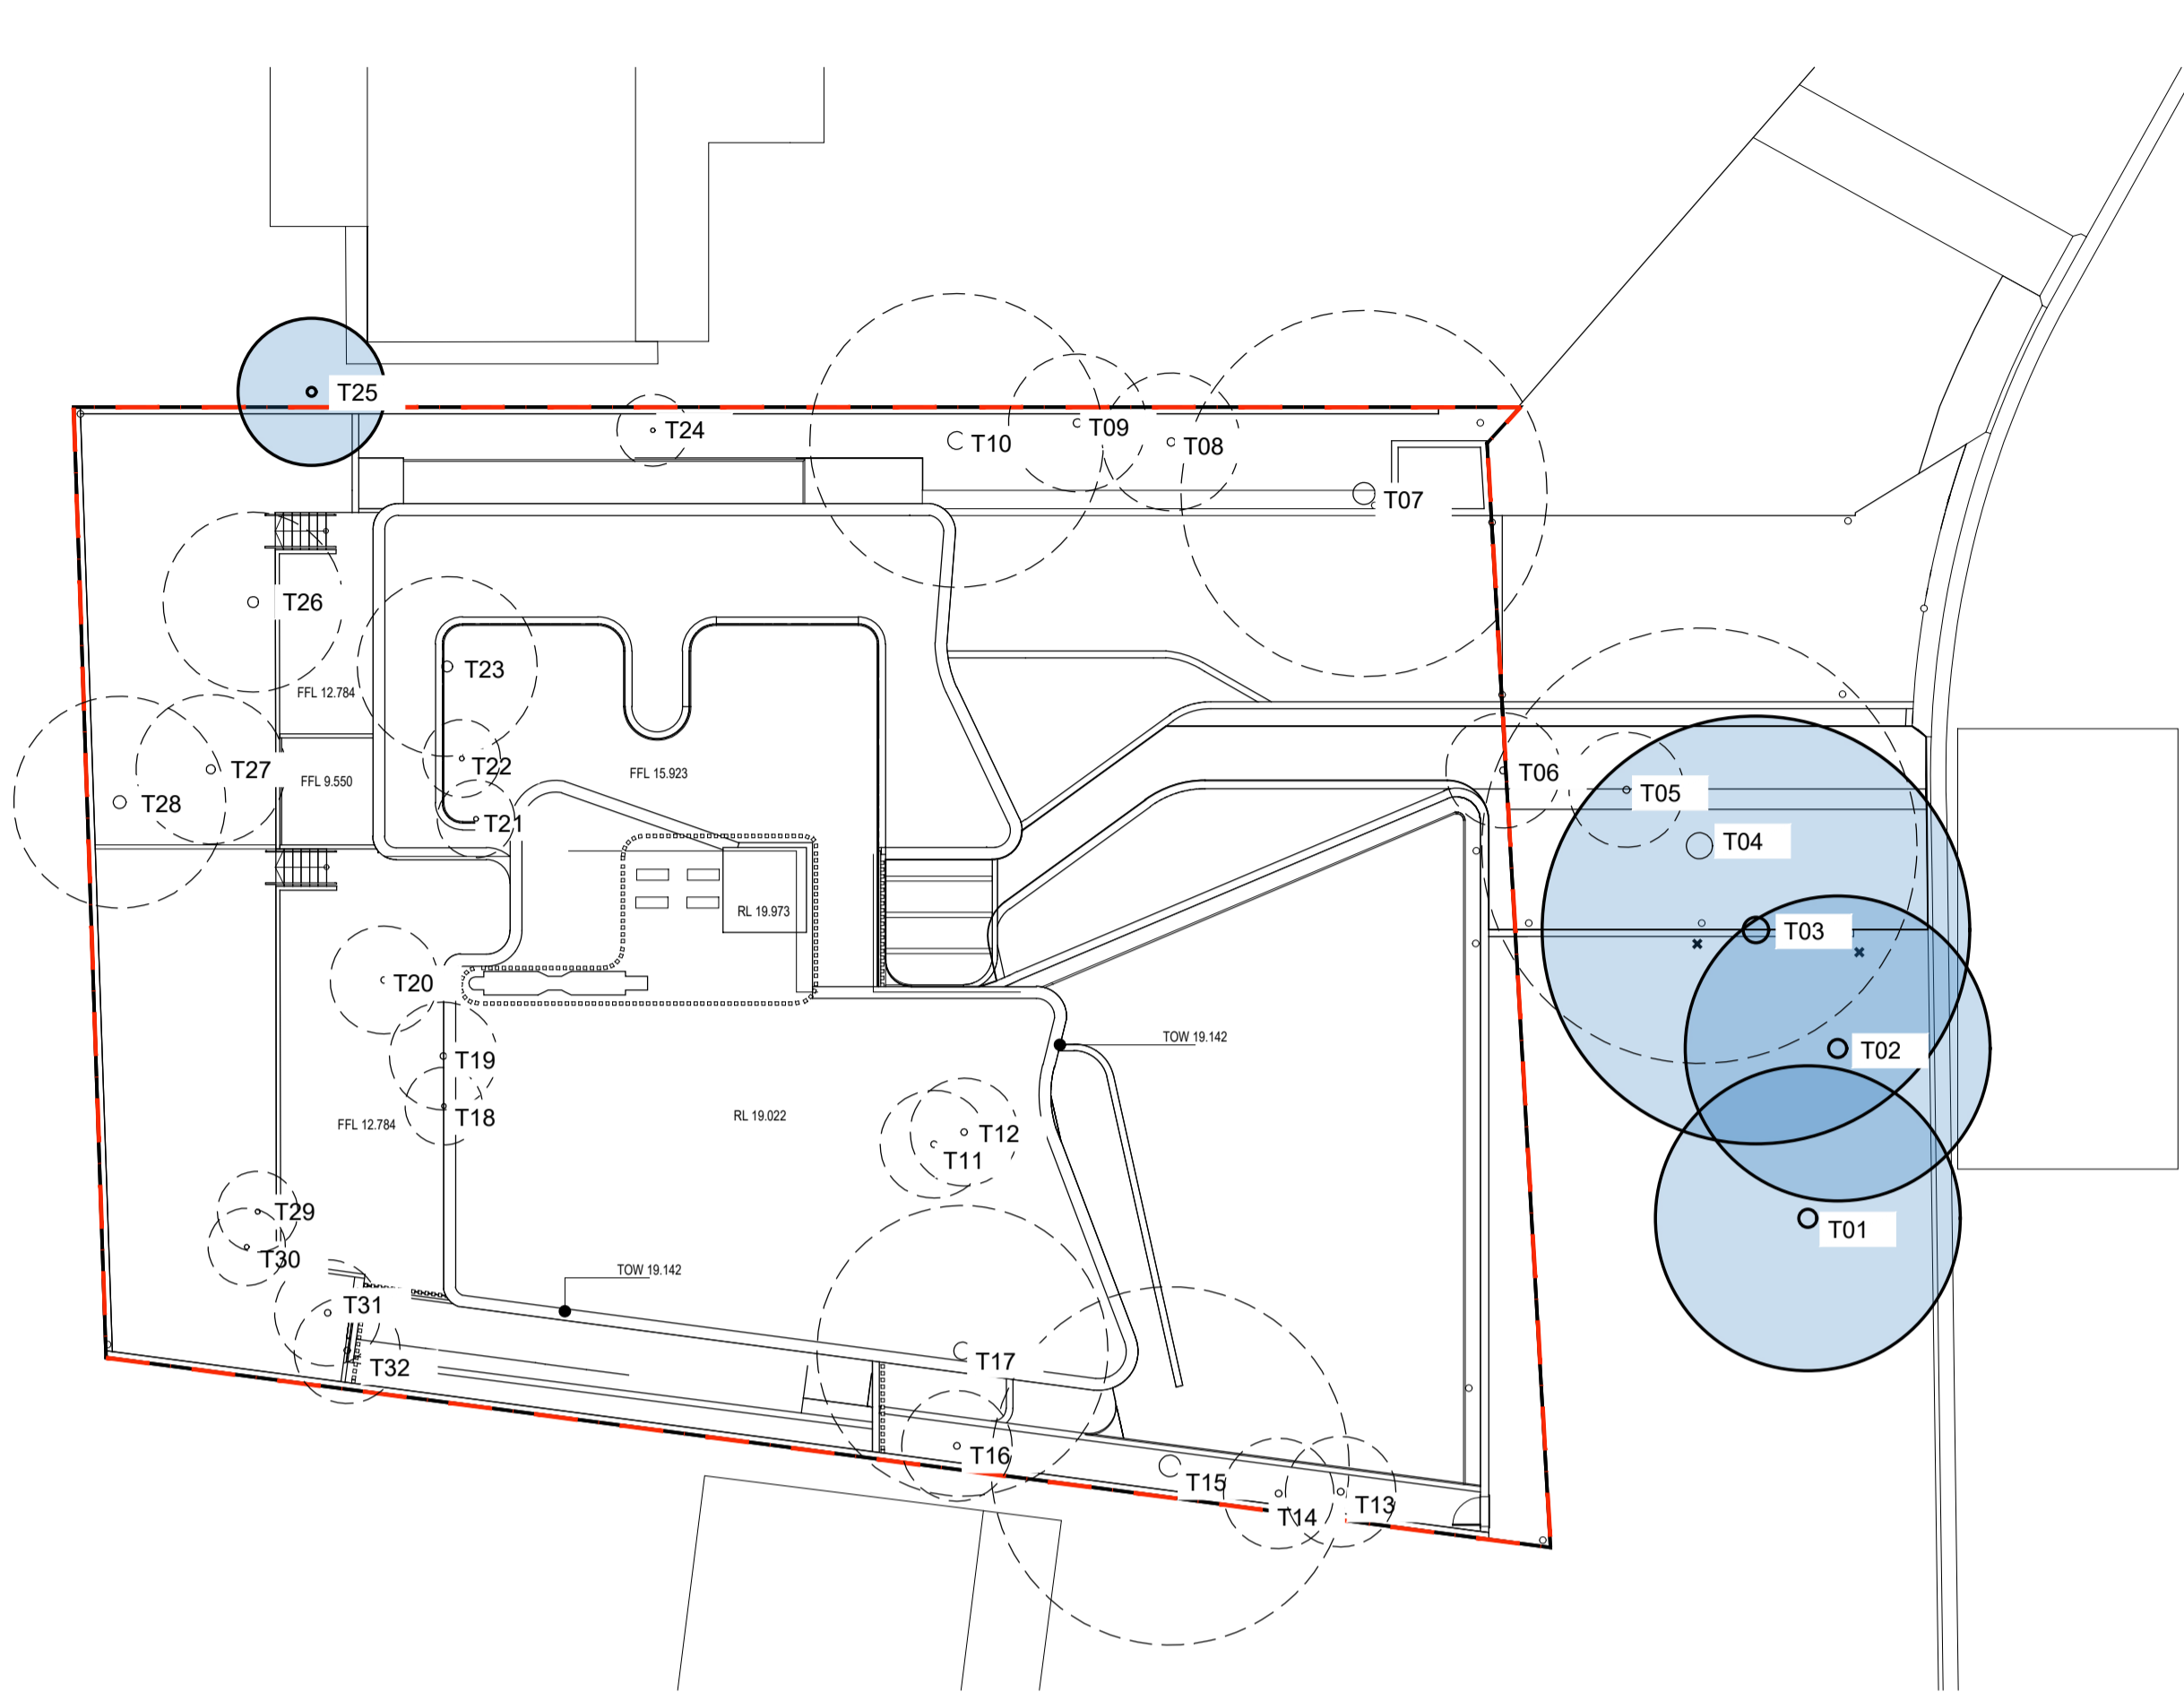 T25
T24
T10
T09
T08
T07
T26
T23
FFL 12.784
T27
T28
FFL 9.550
T22
FFL 15.923
T21
T06
T05
T04
RL 19.973
T03
T20
T02
T19
TOW 19.142
T18
FFL 12.784
RL 19.022
T12
T11
T29
T01
T30
TOW 19.142
T31
T32
T17
T16
T15
T14
T13